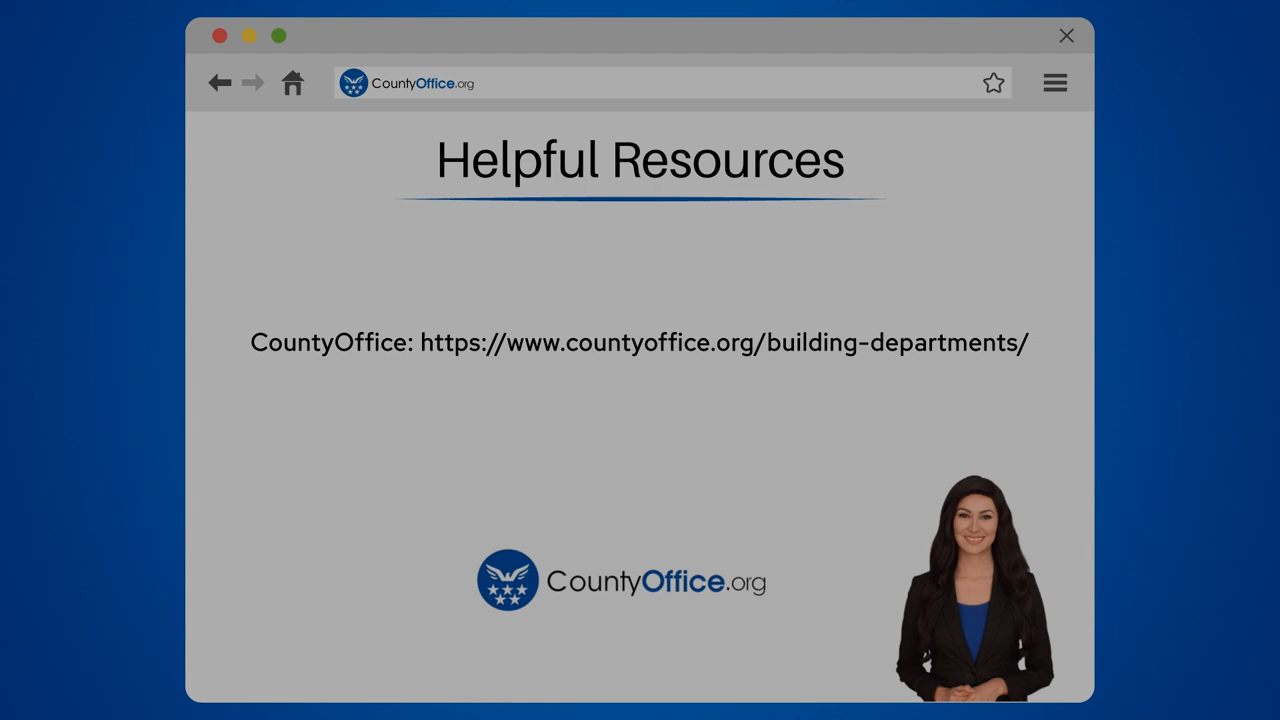 CountyOffice.org
Helpful Resources
CountyOffice: https://www.countyoffice.org/building-departments/
CountyOffice.org